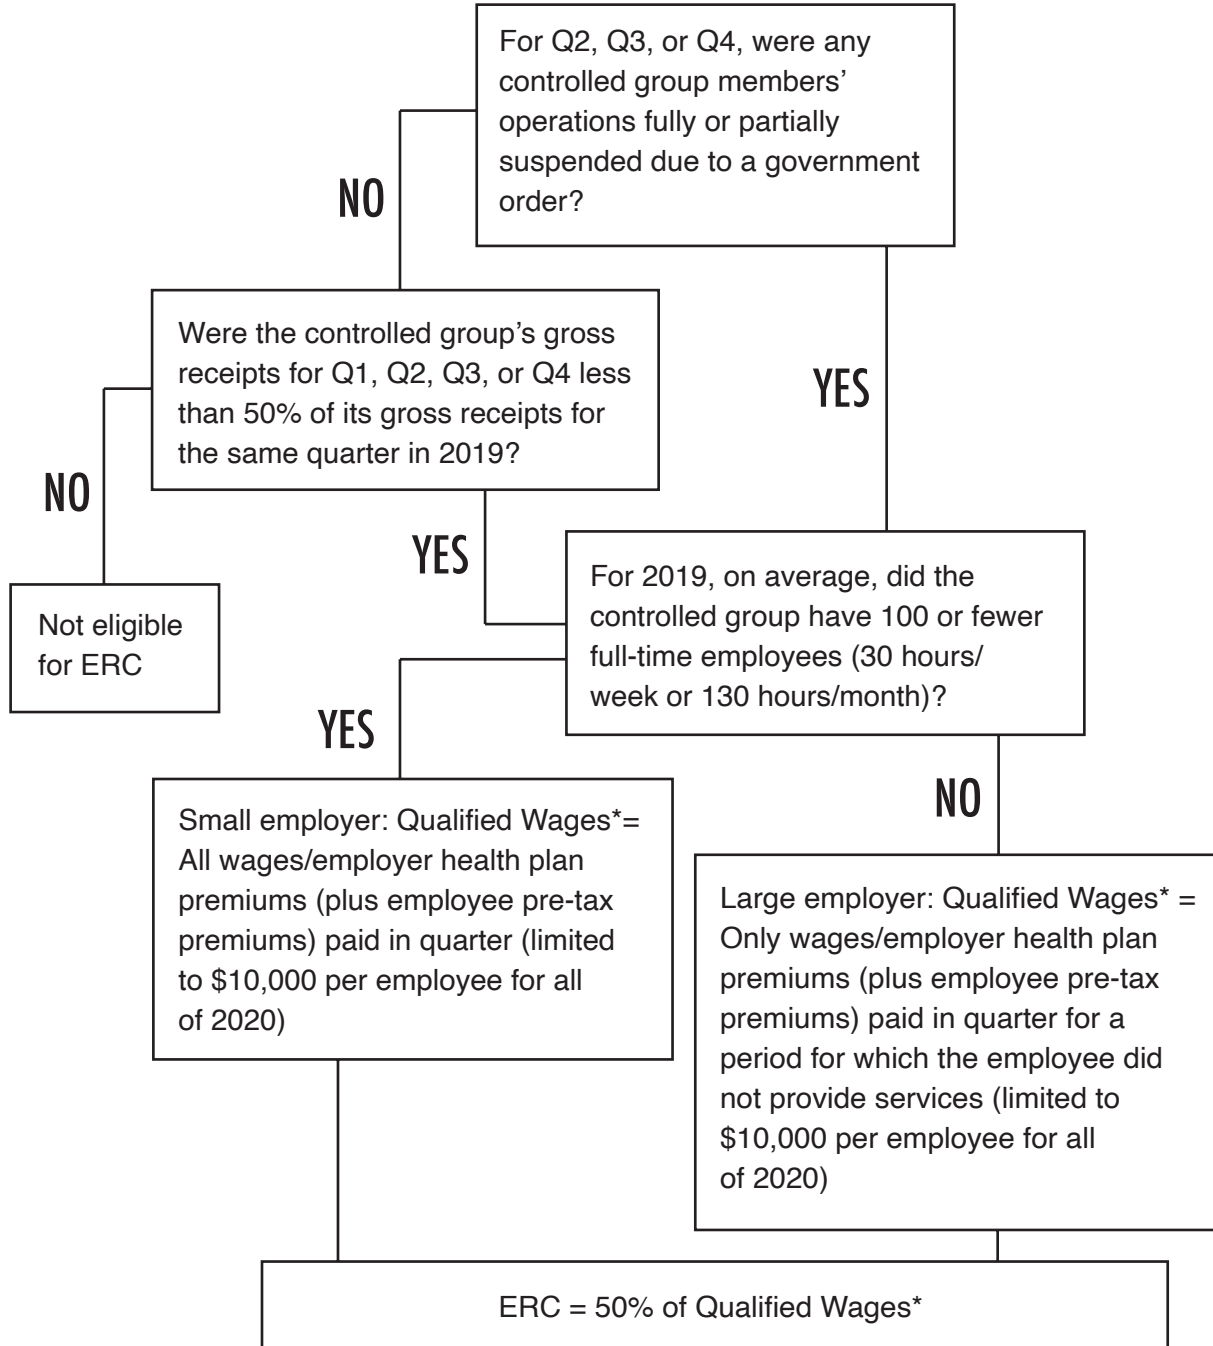 For Q2, Q3, or Q4, were any
controlled group members’
operations fully or partially
suspended due to a government
order?
NO
YES
Were the controlled group’s gross
receipts for Q1, Q2, Q3, or Q4 less
than 50% of its gross receipts for
the same quarter in 2019?
NO
YES
Not eligible
for ERC
For 2019, on average, did the
controlled group have 100 or fewer
full-time employees (30 hours/
week or 130 hours/month)?
YES
NO
Small employer: Qualified Wages*=
All wages/employer health plan
premiums (plus employee pre-tax
premiums) paid in quarter (limited
to $10,000 per employee for all
of 2020)
Large employer: Qualified Wages* =
Only wages/employer health plan
premiums (plus employee pre-tax
premiums) paid in quarter for a
period for which the employee did
not provide services (limited to
$10,000 per employee for all
of 2020)
ERC = 50% of Qualified Wages*